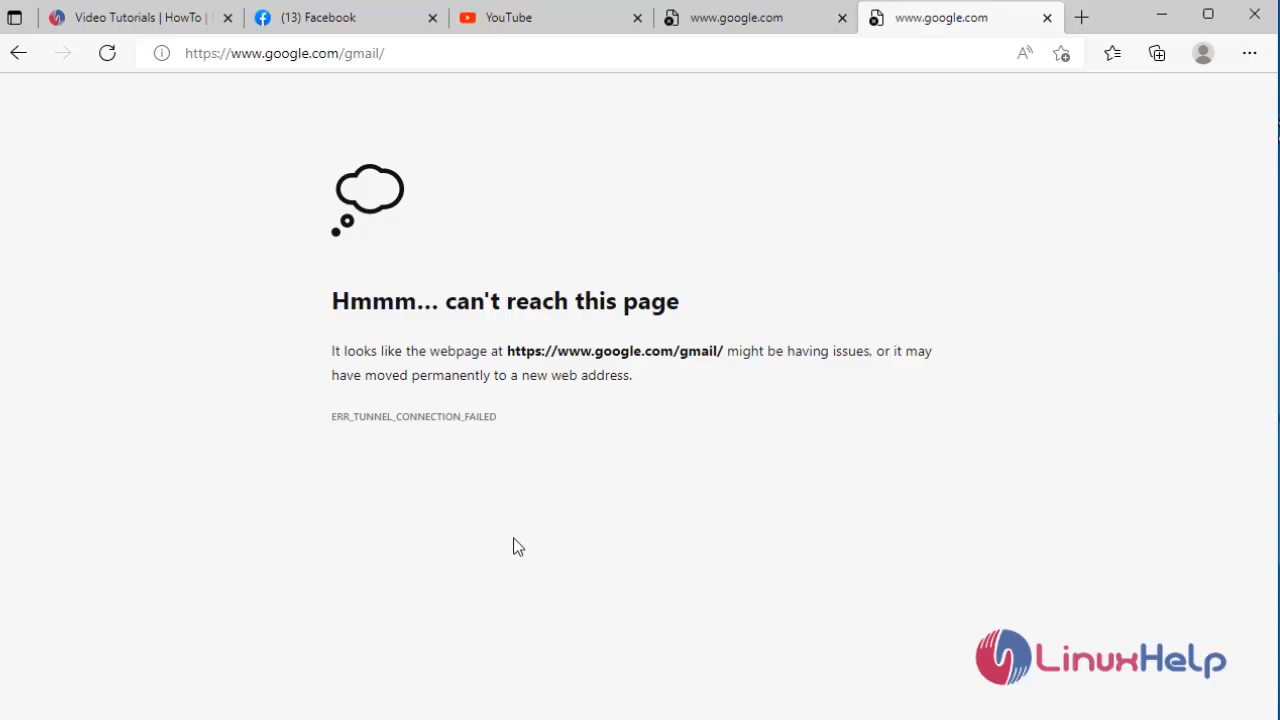 Video Tutorials | HowTo |
(13) Facebook
YouTube
www.google.com
www.google.com
https://www.google.com/gmail/
Hmmm... can't reach this page
It looks like the webpage at https://www.google.com/gmail/ might be having issues, or it may
have moved permanently to a new web address.
ERR_TUNNEL_CONNECTION_FAILED
LinuxHelp